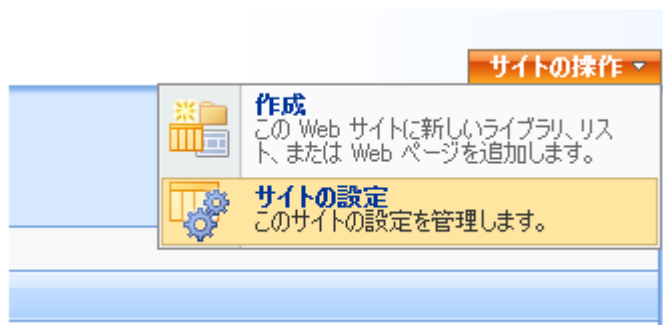 サイトの操作
作成
この Web サイトに新しいライブラリ、リス
ト、または Web ページを追加します。
サイトの設定
このサイトの設定を管理します。